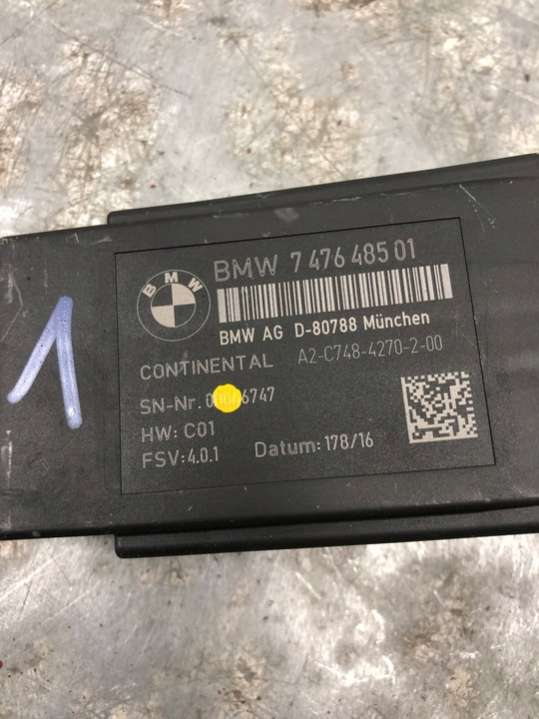 1
BMW
BMW 7 476 485 01
BMW AG D-80788 München
CONTINENTAL A2-C748-4270-2-00
SN-Nr.
HW: C01
FSV:4.0.1 Datum: 178/16